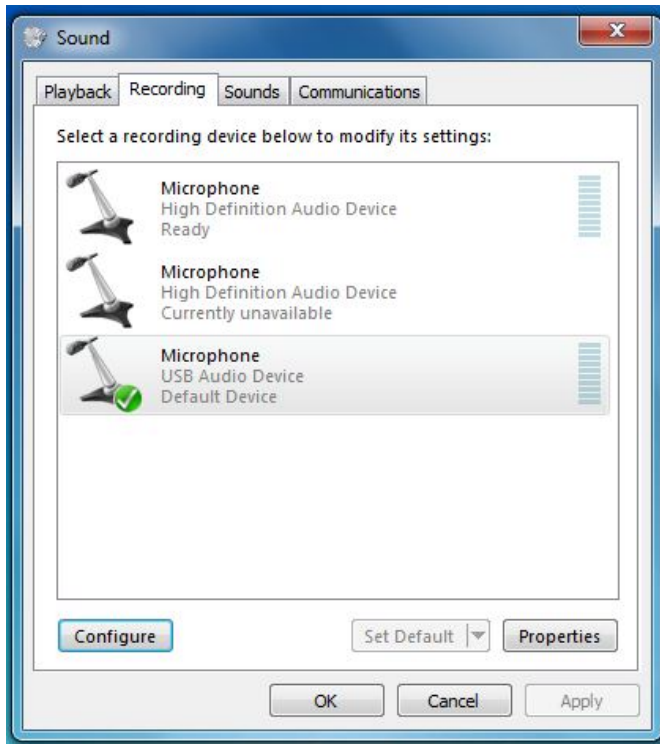 Sound
Playback Recording Sounds Communications
Select a recording device below to modify its settings:
Microphone
High Definition Audio Device
Ready
Microphone
High Definition Audio Device
Currently unavailable
Microphone
USB Audio Device
Default Device
Configure Set Default Properties
OK Cancel Apply